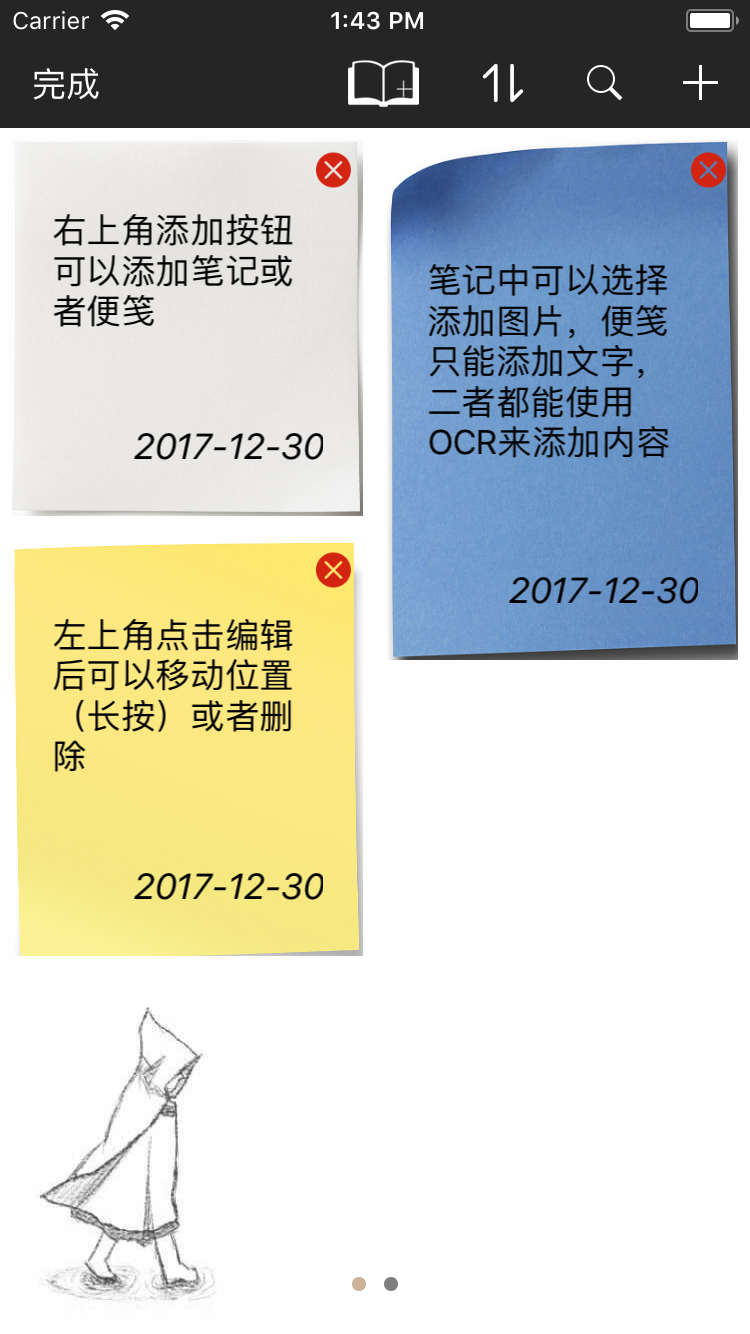 Carrier 1:43 PM
完成
右上角添加按钮
可以添加笔记或
者便笺
2017-12-30
笔记中可以选择
添加图片，便笺
只能添加文字，
二者都能使用
OCR来添加内容
2017-12-30
左上角点击编辑
后可以移动位置
（长按）或者删
除
2017-12-30